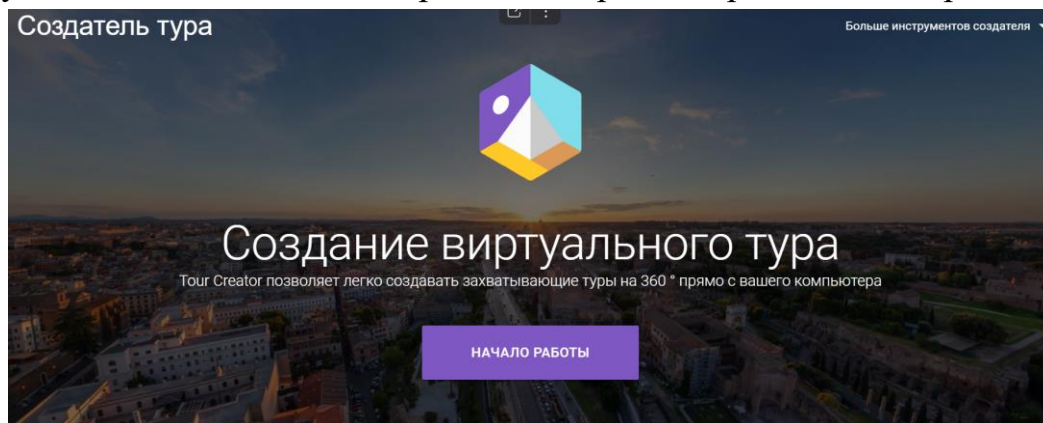 Создатель тура
Больше инструментов создателя
Создание виртуального тура
Tour Creator позволяет легко создавать захватывающие туры на 360 ° прямо с вашего компьютера
НАЧАЛО РАБОТЫ